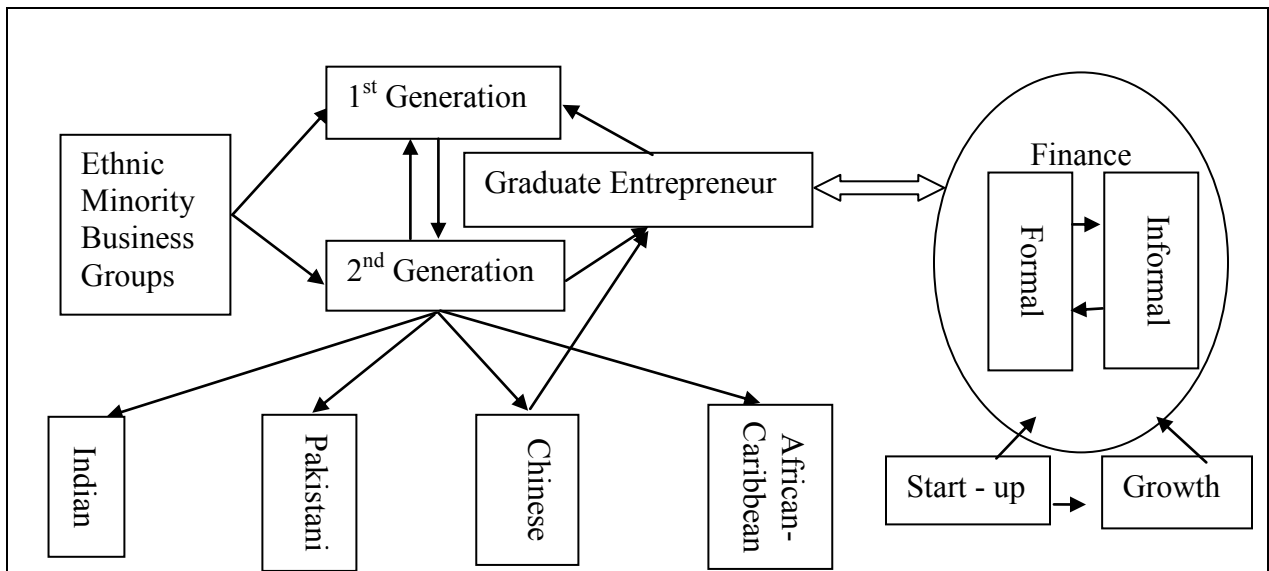 1st Generation
Ethnic
Minority
Business
Groups
Graduate Entrepreneur
2nd Generation
Finance
Formal
Informal
Indian
Pakistani
Chinese
African-
Caribbean
Start - up
Growth